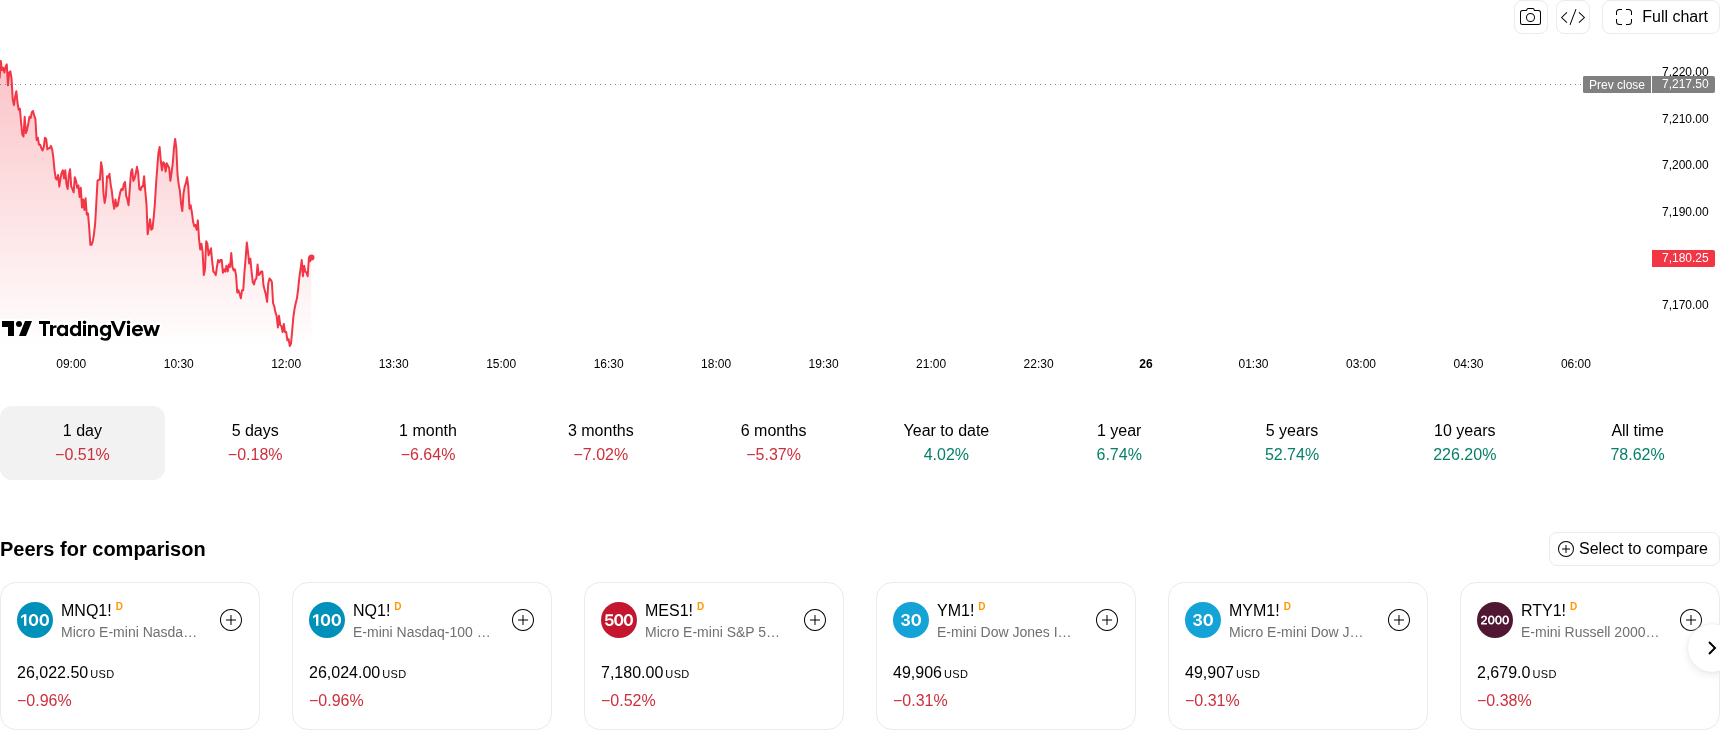 Full chart
7,220.00
Prev close 7,217.50
7,210.00
7,200.00
7,190.00
7,180.25
7,170.00
TradingView
09:00 10:30 12:00 13:30 15:00 16:30 18:00 19:30 21:00 22:30 26 01:30 03:00 04:30 06:00
1 day 5 days 1 month 3 months 6 months Year to date 1 year 5 years 10 years All time
−0.51% −0.18% −6.64% −7.02% −5.37% 4.02% 6.74% 52.74% 226.20% 78.62%
Peers for comparison
Select to compare
100 MNQ1! D
Micro E-mini Nasda…
26,022.50 USD
−0.96%
100 NQ1! D
E-mini Nasdaq-100 …
26,024.00 USD
−0.96%
500 MES1! D
Micro E-mini S&P 5…
7,180.00 USD
−0.52%
30 YM1! D
E-mini Dow Jones I…
49,906 USD
−0.31%
30 MYM1! D
Micro E-mini Dow J…
49,907 USD
−0.31%
2000 RTY1! D
E-mini Russell 2000…
2,679.0 USD
−0.38%